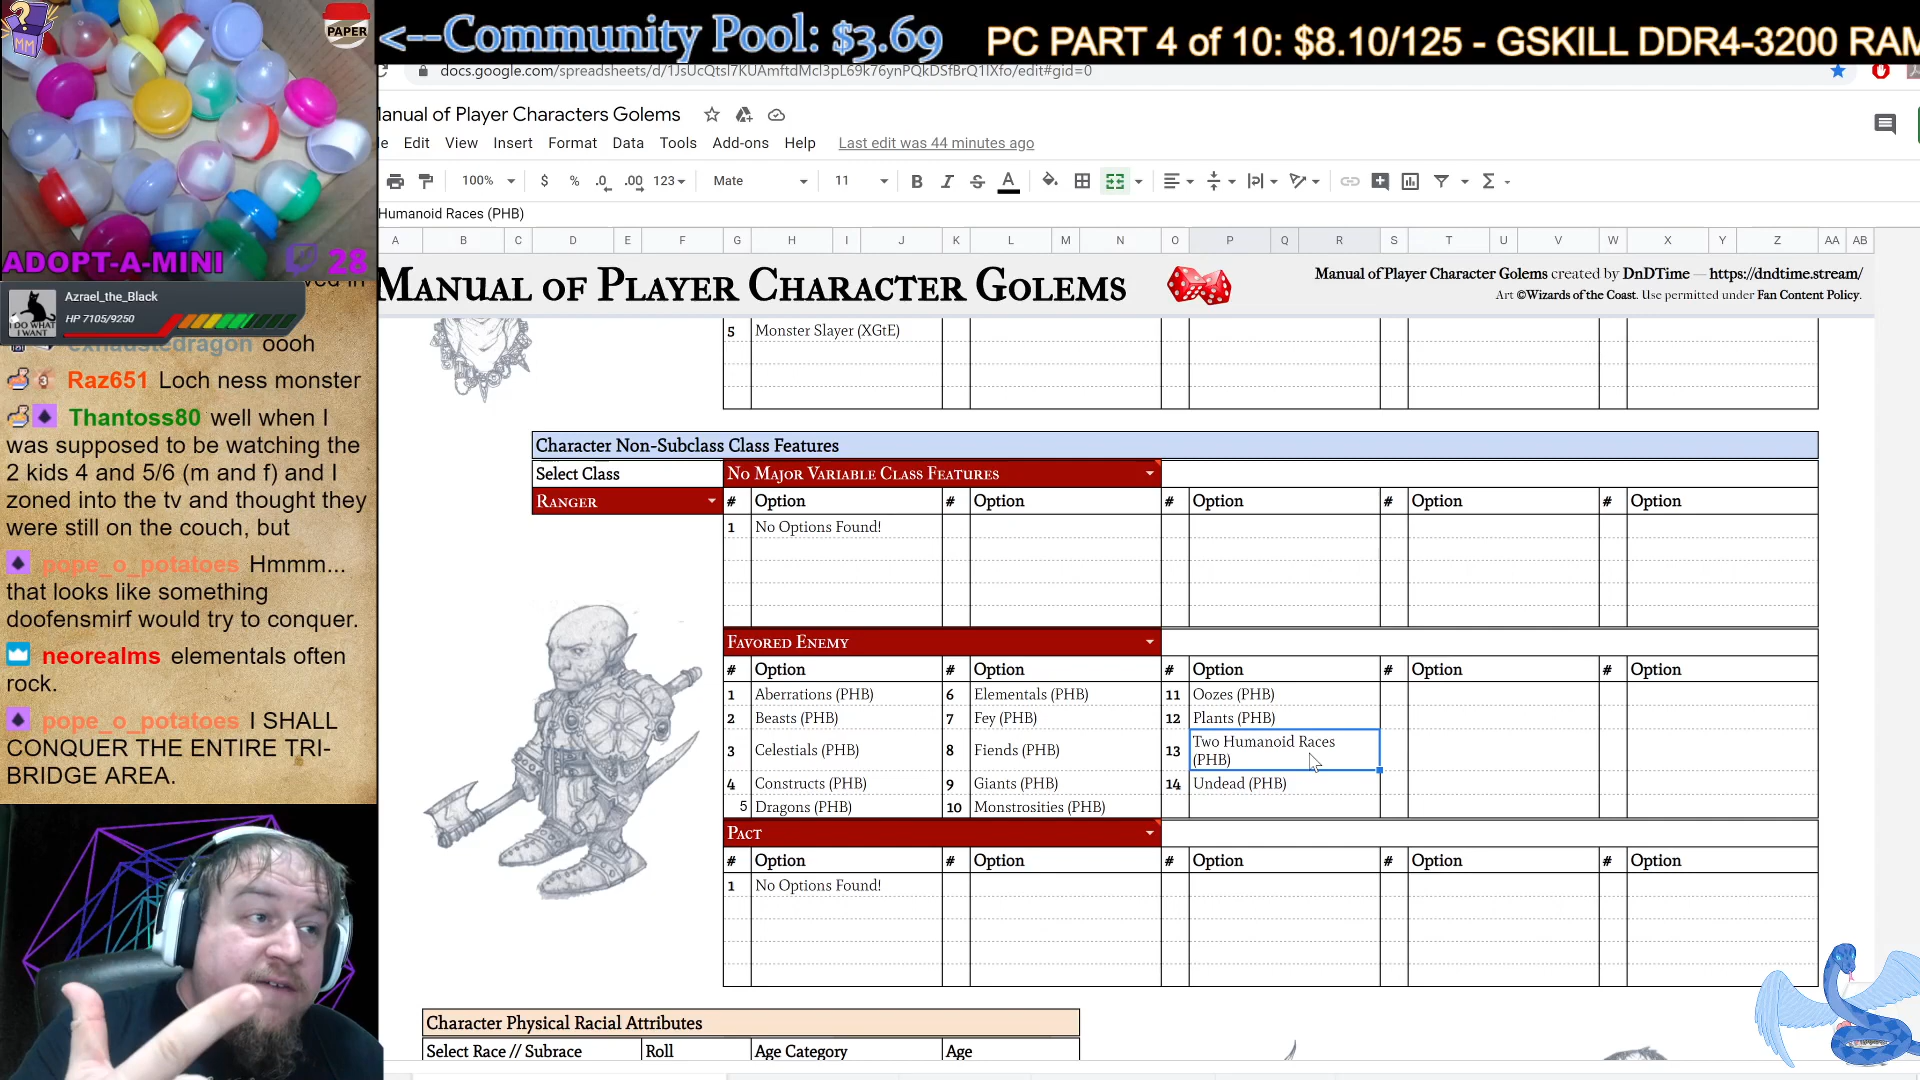 <--Community Pool: $3.69
PC PART 4 of 10: $8.10/125 - GSKILL DDR4-3200 RAM
PAPER
MM
docs.google.com/spreadsheets/d/1JsUcQtsI7KUAmftdMcI3pL69k76ynPQkDSfBrQ1IXfo/edit#gid=0
Manual of Player Characters Golems
Edit View Insert Format Data Tools Add-ons Help Last edit was 44 minutes ago
100% $ % .0 .00 123 Mate 11 B I S A
Humanoid Races (PHB)
A B C D E F G H I J K L M N O P Q R S T U V W X Y Z AA AB
Manual of Player Character Golems
Manual of Player Character Golems created by DnDTime — https://dndtime.stream/
Art ©Wizards of the Coast. Use permitted under Fan Content Policy.
ADOPT-A-MINI 28
Azrael_the_Black
HP 7105/9250
I DO WHAT
I WANT
exhaustedragon oooh
Raz651 Loch ness monster
Thantoss80 well when I
was supposed to be watching the
2 kids 4 and 5/6 (m and f) and I
zoned into the tv and thought they
were still on the couch, but
pope_o_potatoes Hmmm...
that looks like something
doofensmirf would try to conquer.
neorealms elementals often
rock.
pope_o_potatoes I SHALL
CONQUER THE ENTIRE TRI-
BRIDGE AREA.
5 Monster Slayer (XGtE)
Character Non-Subclass Class Features
Select Class No Major Variable Class Features
Ranger # Option # Option # Option # Option # Option
1 No Options Found!
Favored Enemy
# Option # Option # Option # Option # Option
1 Aberrations (PHB) 6 Elementals (PHB) 11 Oozes (PHB)
2 Beasts (PHB) 7 Fey (PHB) 12 Plants (PHB)
3 Celestials (PHB) 8 Fiends (PHB) 13 Two Humanoid Races
(PHB)
4 Constructs (PHB) 9 Giants (PHB) 14 Undead (PHB)
5 Dragons (PHB) 10 Monstrosities (PHB)
Pact
# Option # Option # Option # Option # Option
1 No Options Found!
Character Physical Racial Attributes
Select Race // Subrace Roll Age Category Age